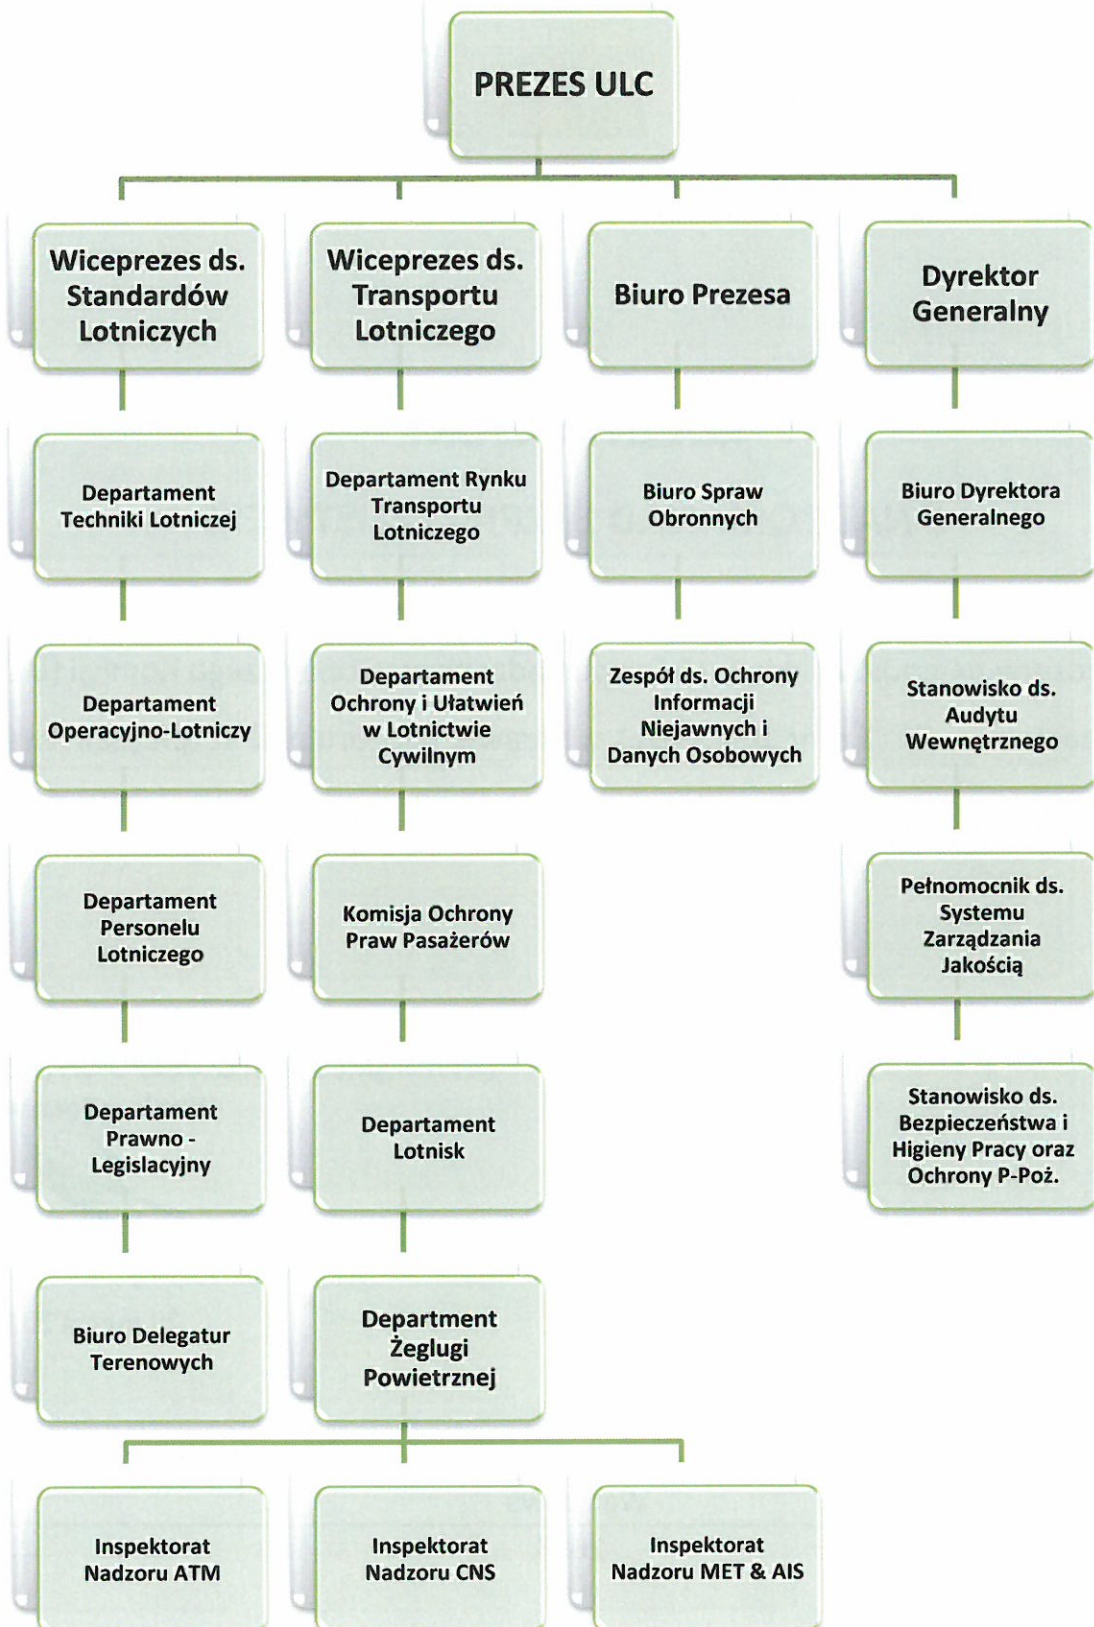 PREZES ULC
Wiceprezes ds.
Standardów
Lotniczych
Wiceprezes ds.
Transportu
Lotniczego
Biuro Prezesa
Dyrektor
Generalny
Departament
Techniki Lotniczej
Departament Rynku
Transportu
Lotniczego
Biuro Spraw
Obronnych
Biuro Dyrektora
Generalnego
Departament
Operacyjno-Lotniczy
Departament
Ochrony i Ułatwień
w Lotnictwie
Cywilnym
Zespół ds. Ochrony
Informacji
Niejawnych i
Danych Osobowych
Stanowisko ds.
Audytu
Wewnętrznego
Departament
Personelu
Lotniczego
Komisja Ochrony
Praw Pasażerów
Pełnomocnik ds.
Systemu
Zarządzania
Jakością
Departament
Prawno -
Legislacyjny
Departament
Lotnisk
Stanowisko ds.
Bezpieczeństwa i
Higieny Pracy oraz
Ochrony P-Poż.
Biuro Delegatur
Terenowych
Department
Żeglugi
Powietrznej
Inspektorat
Nadzoru ATM
Inspektorat
Nadzoru CNS
Inspektorat
Nadzoru MET & AIS